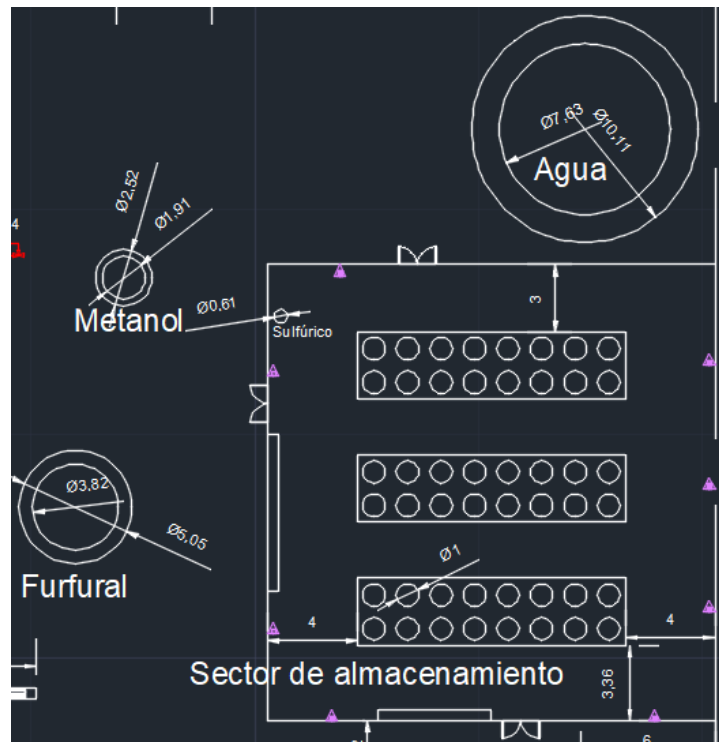 Ø7,63
Ø10,11
Agua
Ø2,52
Ø1,91
4
Metanol
Ø0,61
Sulfúrico
3
Ø3,82
Ø5,05
Furfural
Ø1
4
4
Sector de almacenamiento
3,36
6